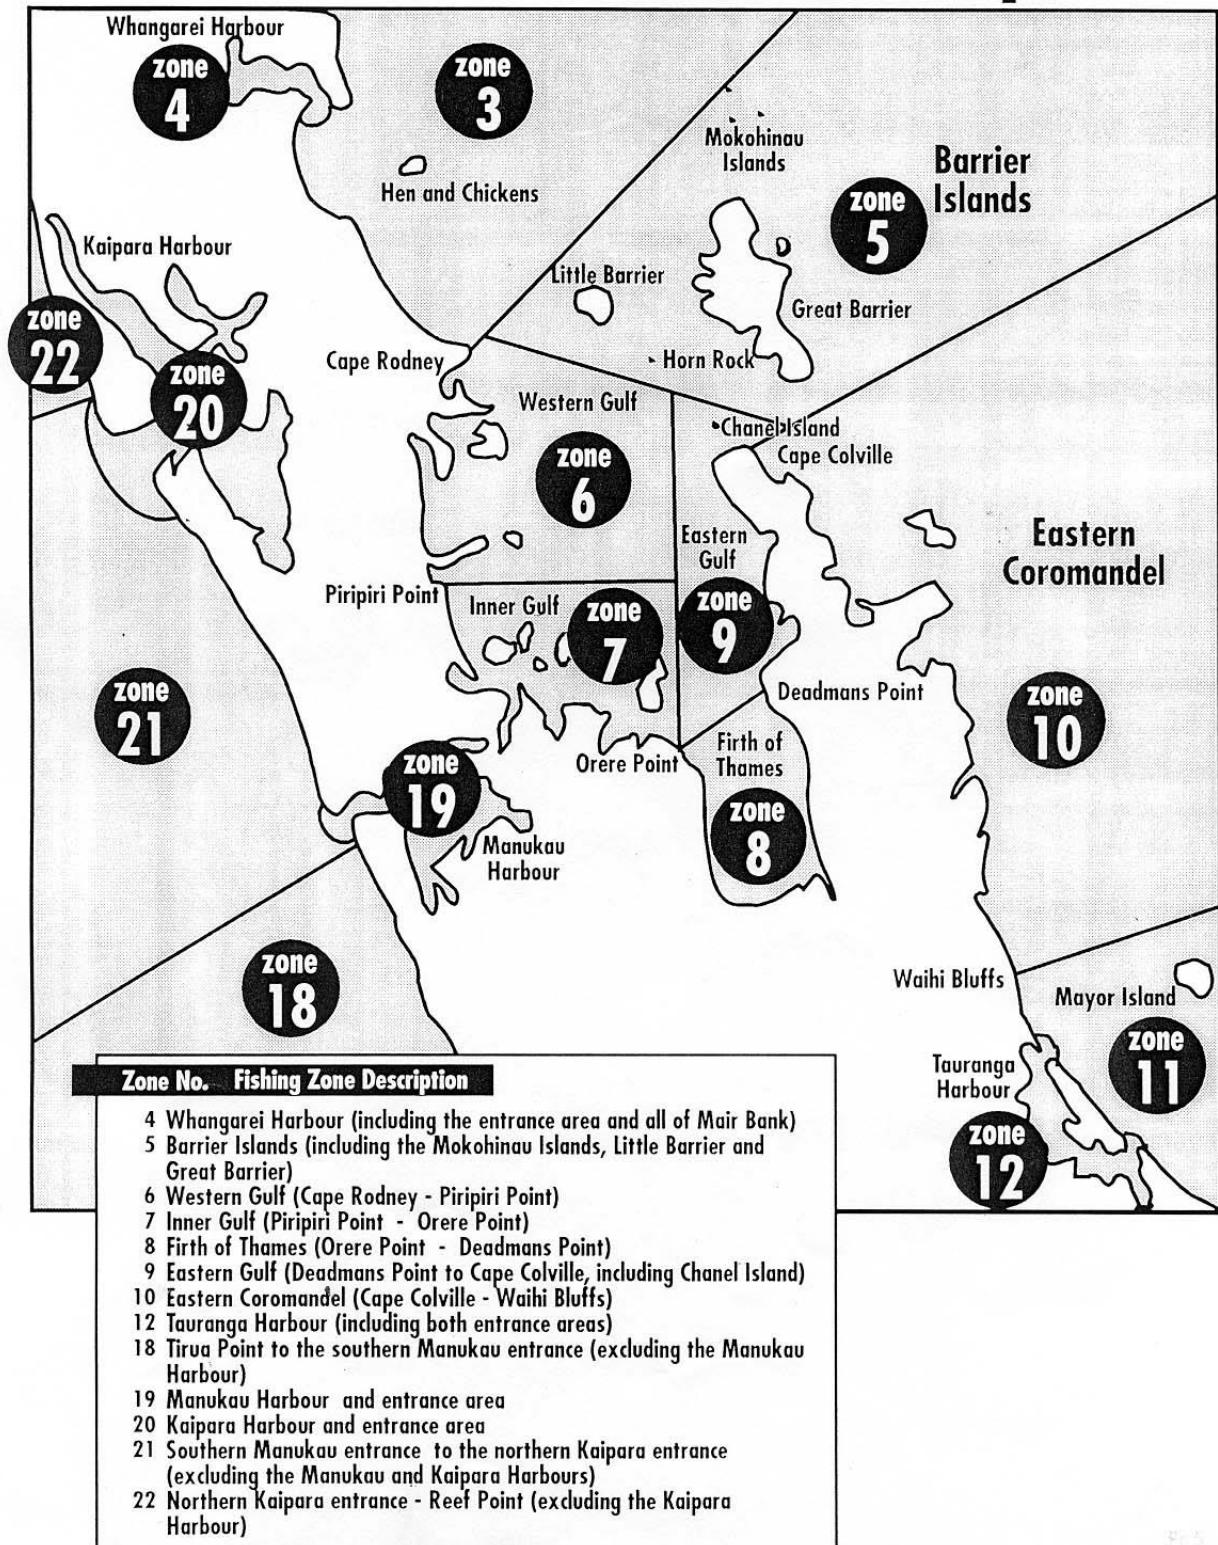 Whangarei Harbour
zone
4
zone
3
Mokohinau
Islands
Barrier
Islands
Hen and Chickens
zone
5
Kaipara Harbour
Little Barrier
Great Barrier
zone
22
Cape Rodney
Horn Rock
zone
20
Western Gulf
Chanel Island
Cape Colville
zone
6
Eastern
Gulf
Eastern
Coromandel
Piripiri Point
Inner Gulf
zone
7
zone
9
zone
21
Deadmans Point
zone
10
Orere Point
Firth of
Thames
zone
19
zone
8
Manukau
Harbour
zone
18
Waihi Bluffs
Mayor Island
zone
11
Tauranga
Harbour
zone
12
Zone No. Fishing Zone Description
4 Whangarei Harbour (including the entrance area and all of Mair Bank)
5 Barrier Islands (including the Mokohinau Islands, Little Barrier and
Great Barrier)
6 Western Gulf (Cape Rodney - Piripiri Point)
7 Inner Gulf (Piripiri Point - Orere Point)
8 Firth of Thames (Orere Point - Deadmans Point)
9 Eastern Gulf (Deadmans Point to Cape Colville, including Chanel Island)
10 Eastern Coromandel (Cape Colville - Waihi Bluffs)
12 Tauranga Harbour (including both entrance areas)
18 Tirua Point to the southern Manukau entrance (excluding the Manukau
Harbour)
19 Manukau Harbour and entrance area
20 Kaipara Harbour and entrance area
21 Southern Manukau entrance to the northern Kaipara entrance
(excluding the Manukau and Kaipara Harbours)
22 Northern Kaipara entrance - Reef Point (excluding the Kaipara
Harbour)